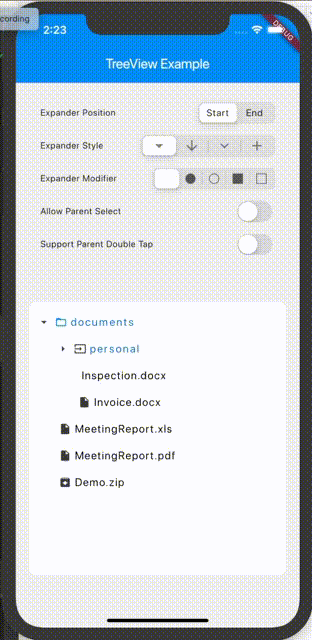 cording
2:23
DEBUG
TreeView Example
Expander Position Start End
Expander Style
Expander Modifier
Allow Parent Select
Support Parent Double Tap
documents
personal
Inspection.docx
Invoice.docx
MeetingReport.xls
MeetingReport.pdf
Demo.zip